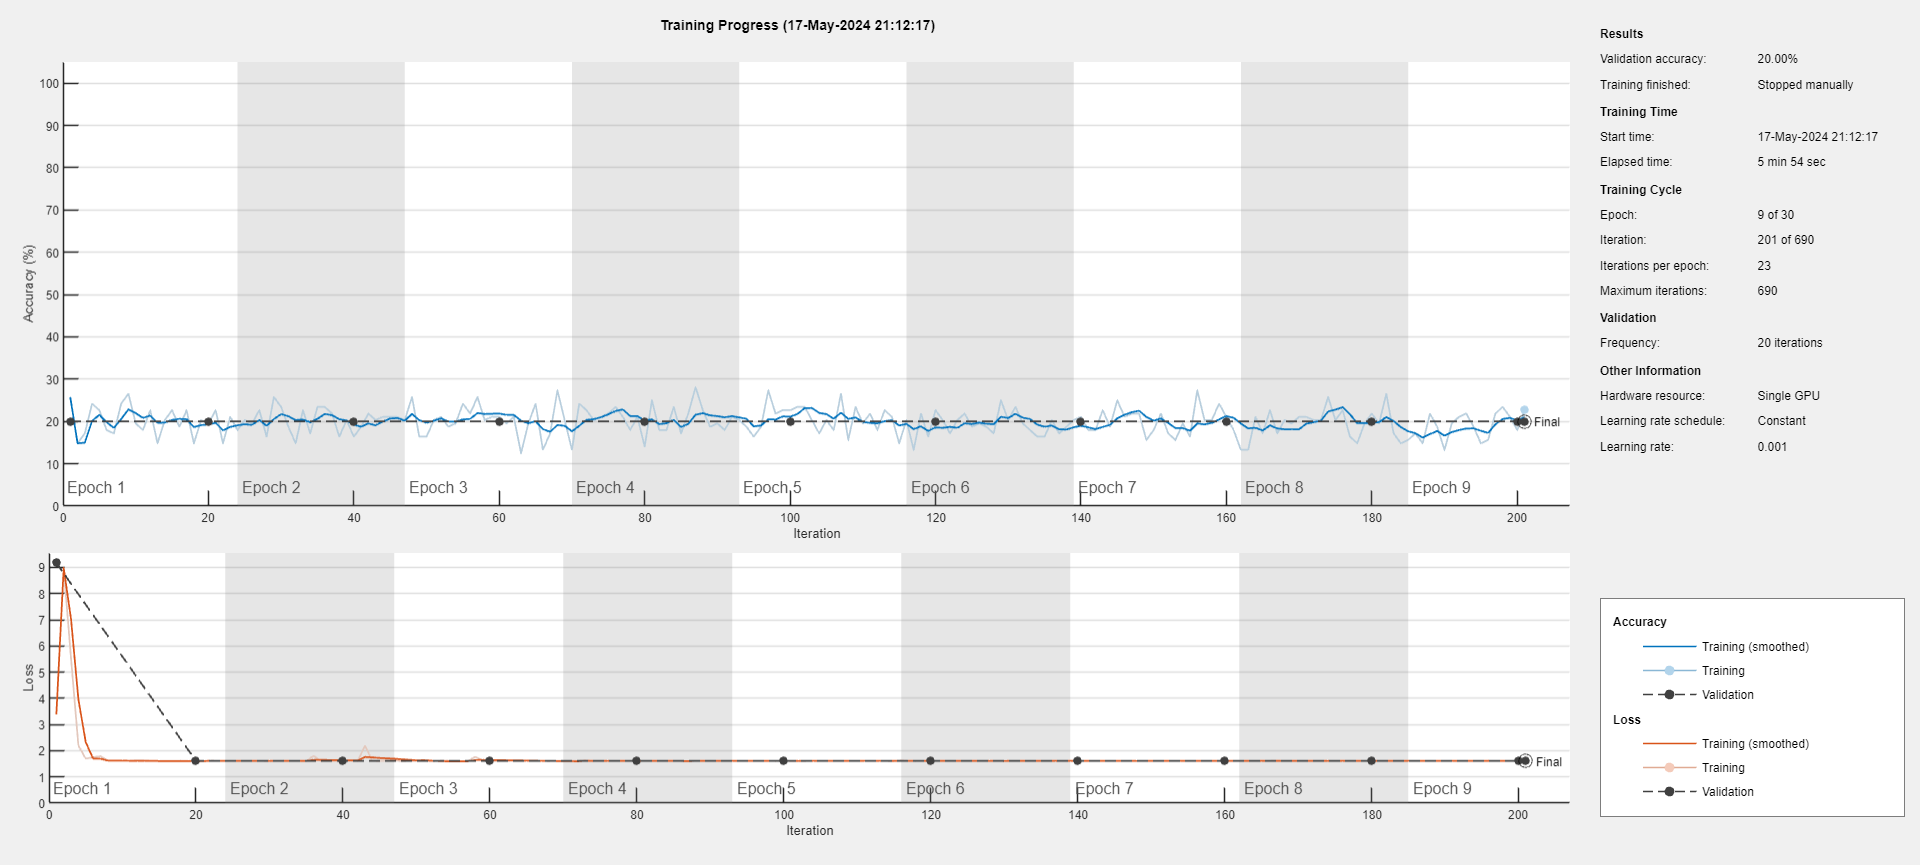 Training Progress (17-May-2024 21:12:17)
100
90
80
70
60
50
40
30
20
10
0
Accuracy (%)
Epoch 1
Epoch 2
Epoch 3
Epoch 4
Epoch 5
Epoch 6
Epoch 7
Epoch 8
Epoch 9
Final
0 20 40 60 80 100 120 140 160 180 200
Iteration
9
8
7
6
5
4
3
2
1
0
Loss
Epoch 1
Epoch 2
Epoch 3
Epoch 4
Epoch 5
Epoch 6
Epoch 7
Epoch 8
Epoch 9
Final
0 20 40 60 80 100 120 140 160 180 200
Iteration
Results
Validation accuracy: 20.00%
Training finished: Stopped manually
Training Time
Start time: 17-May-2024 21:12:17
Elapsed time: 5 min 54 sec
Training Cycle
Epoch: 9 of 30
Iteration: 201 of 690
Iterations per epoch: 23
Maximum iterations: 690
Validation
Frequency: 20 iterations
Other Information
Hardware resource: Single GPU
Learning rate schedule: Constant
Learning rate: 0.001
Accuracy
Training (smoothed)
Training
Validation
Loss
Training (smoothed)
Training
Validation